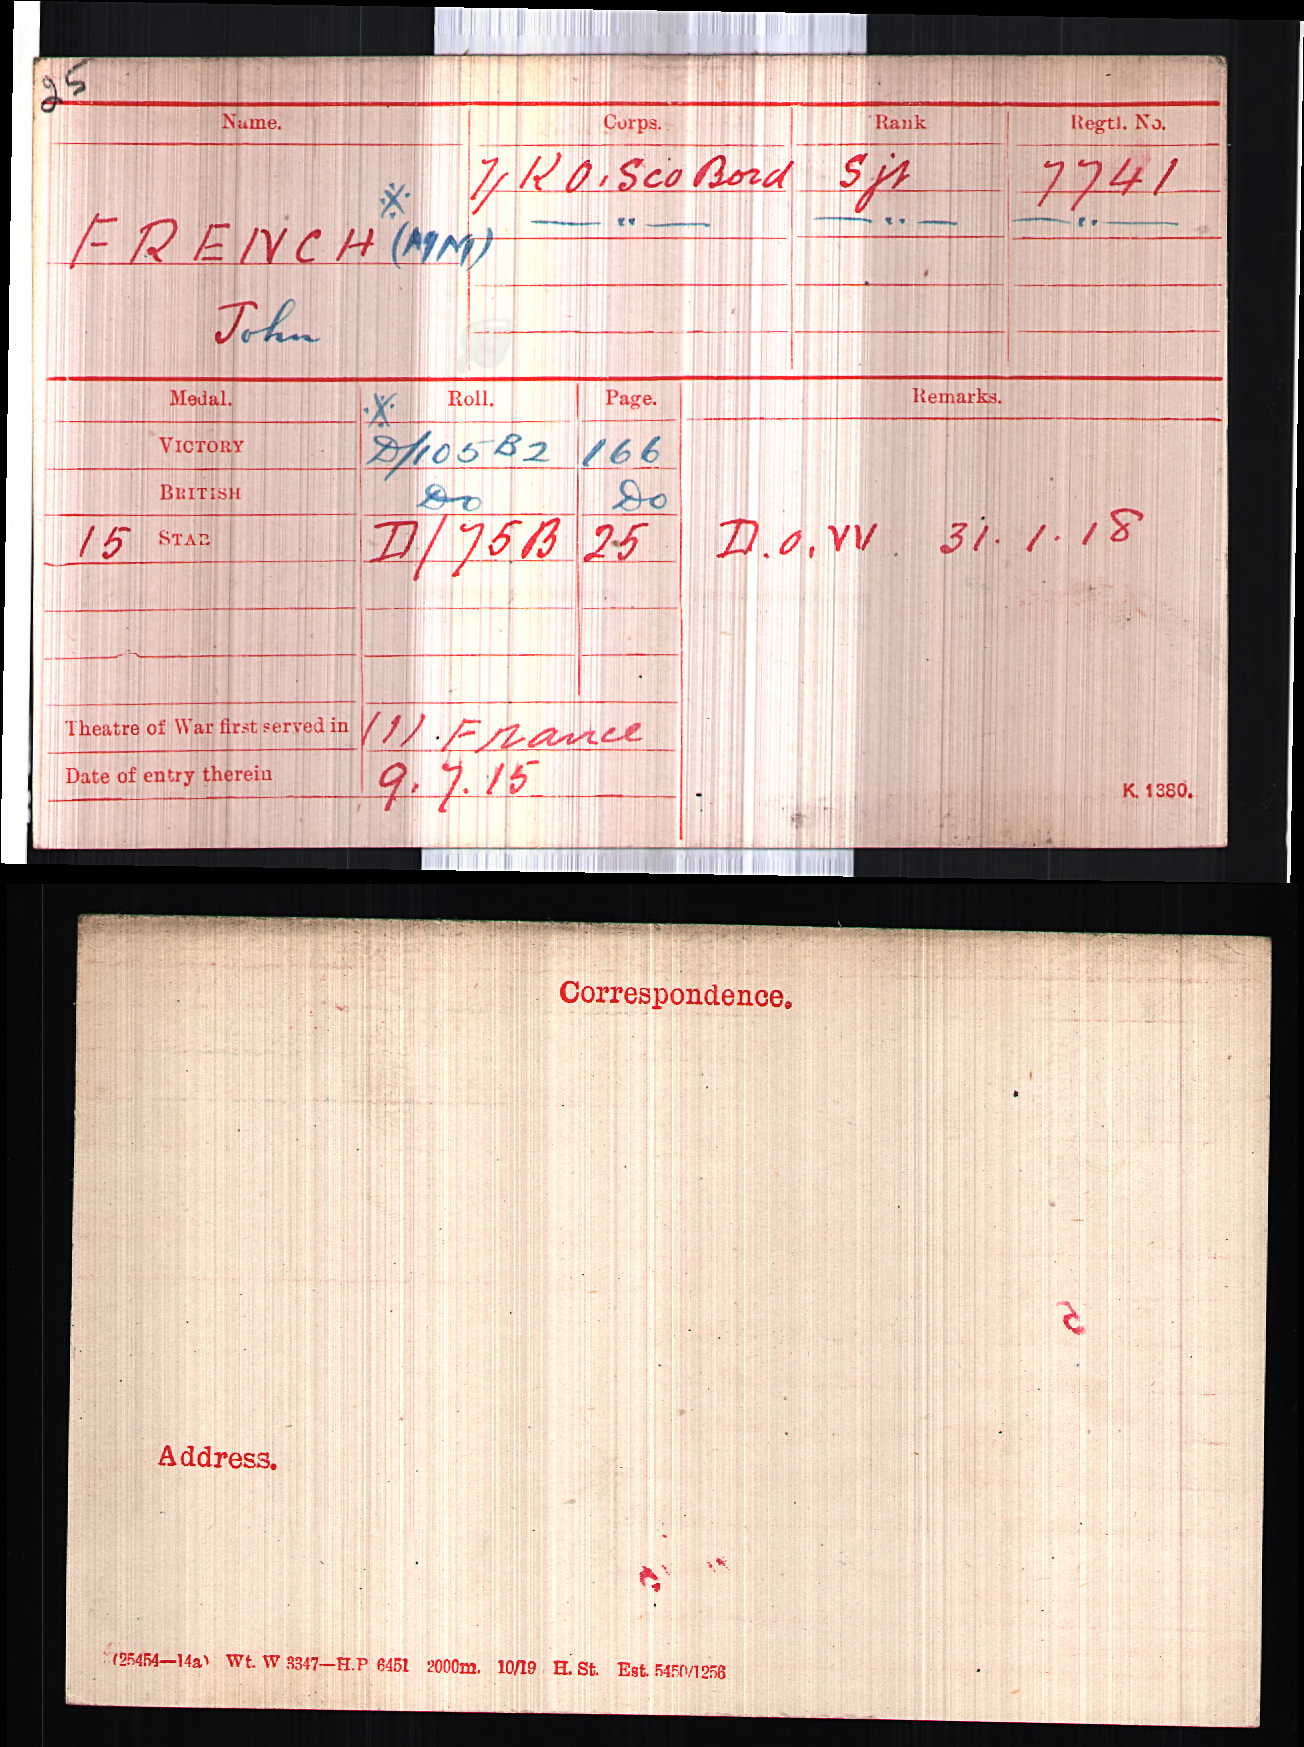 25
Name. Corps. Rank Regtl. No.
7/ K O. Sco Bord Sjt 7741
※ — " — — " — — " —
FRENCH (MM)
John
Medal. Roll. Page. Remarks.
※
VICTORY D/105 B2 166
BRITISH Do Do
15 STAR D/75B 25 D.O.W. 31.1.18
Theatre of War first served in (1) France
Date of entry therein 9.7.15
K. 1380.
Correspondence.
Address.
(25454—14a) Wt. W 3347—H.P 6451 2000m. 10/19 H. St. Est. 5450/1256